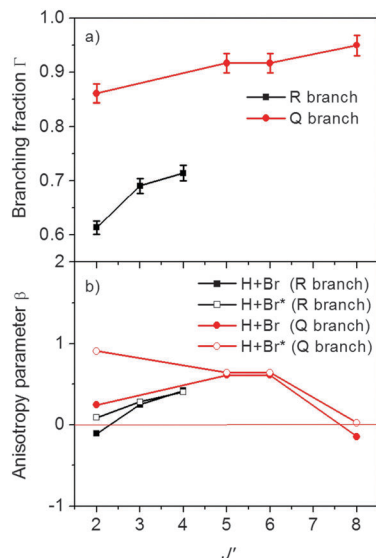 a)
Branching fraction Γ
1.0
0.9
0.8
0.7
0.6
R branch
Q branch
b)
Anisotropy parameter β
2
1
0
-1
H+Br (R branch)
H+Br* (R branch)
H+Br (Q branch)
H+Br* (Q branch)
2 3 4 5 6 7 8